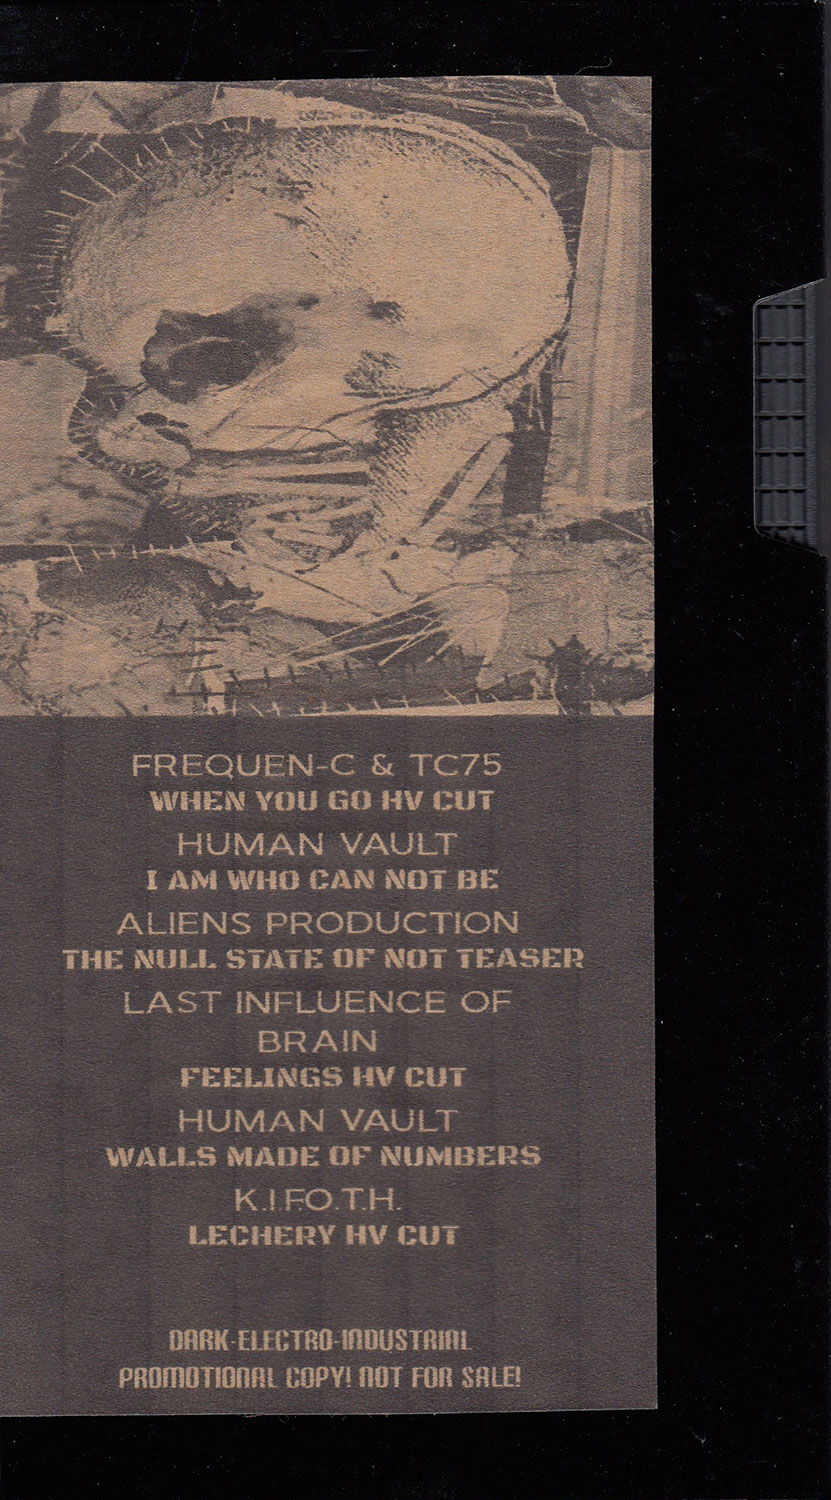 FREQUEN-C & TC75
WHEN YOU GO HV CUT
HUMAN VAULT
I AM WHO CAN NOT BE
ALIENS PRODUCTION
THE NULL STATE OF NOT TEASER
LAST INFLUENCE OF
BRAIN
FEELINGS HV CUT
HUMAN VAULT
WALLS MADE OF NUMBERS
K.I.F.O.T.H.
LECHERY HV CUT
DARK-ELECTRO-INDUSTRIAL
PROMOTIONAL COPY! NOT FOR SALE!